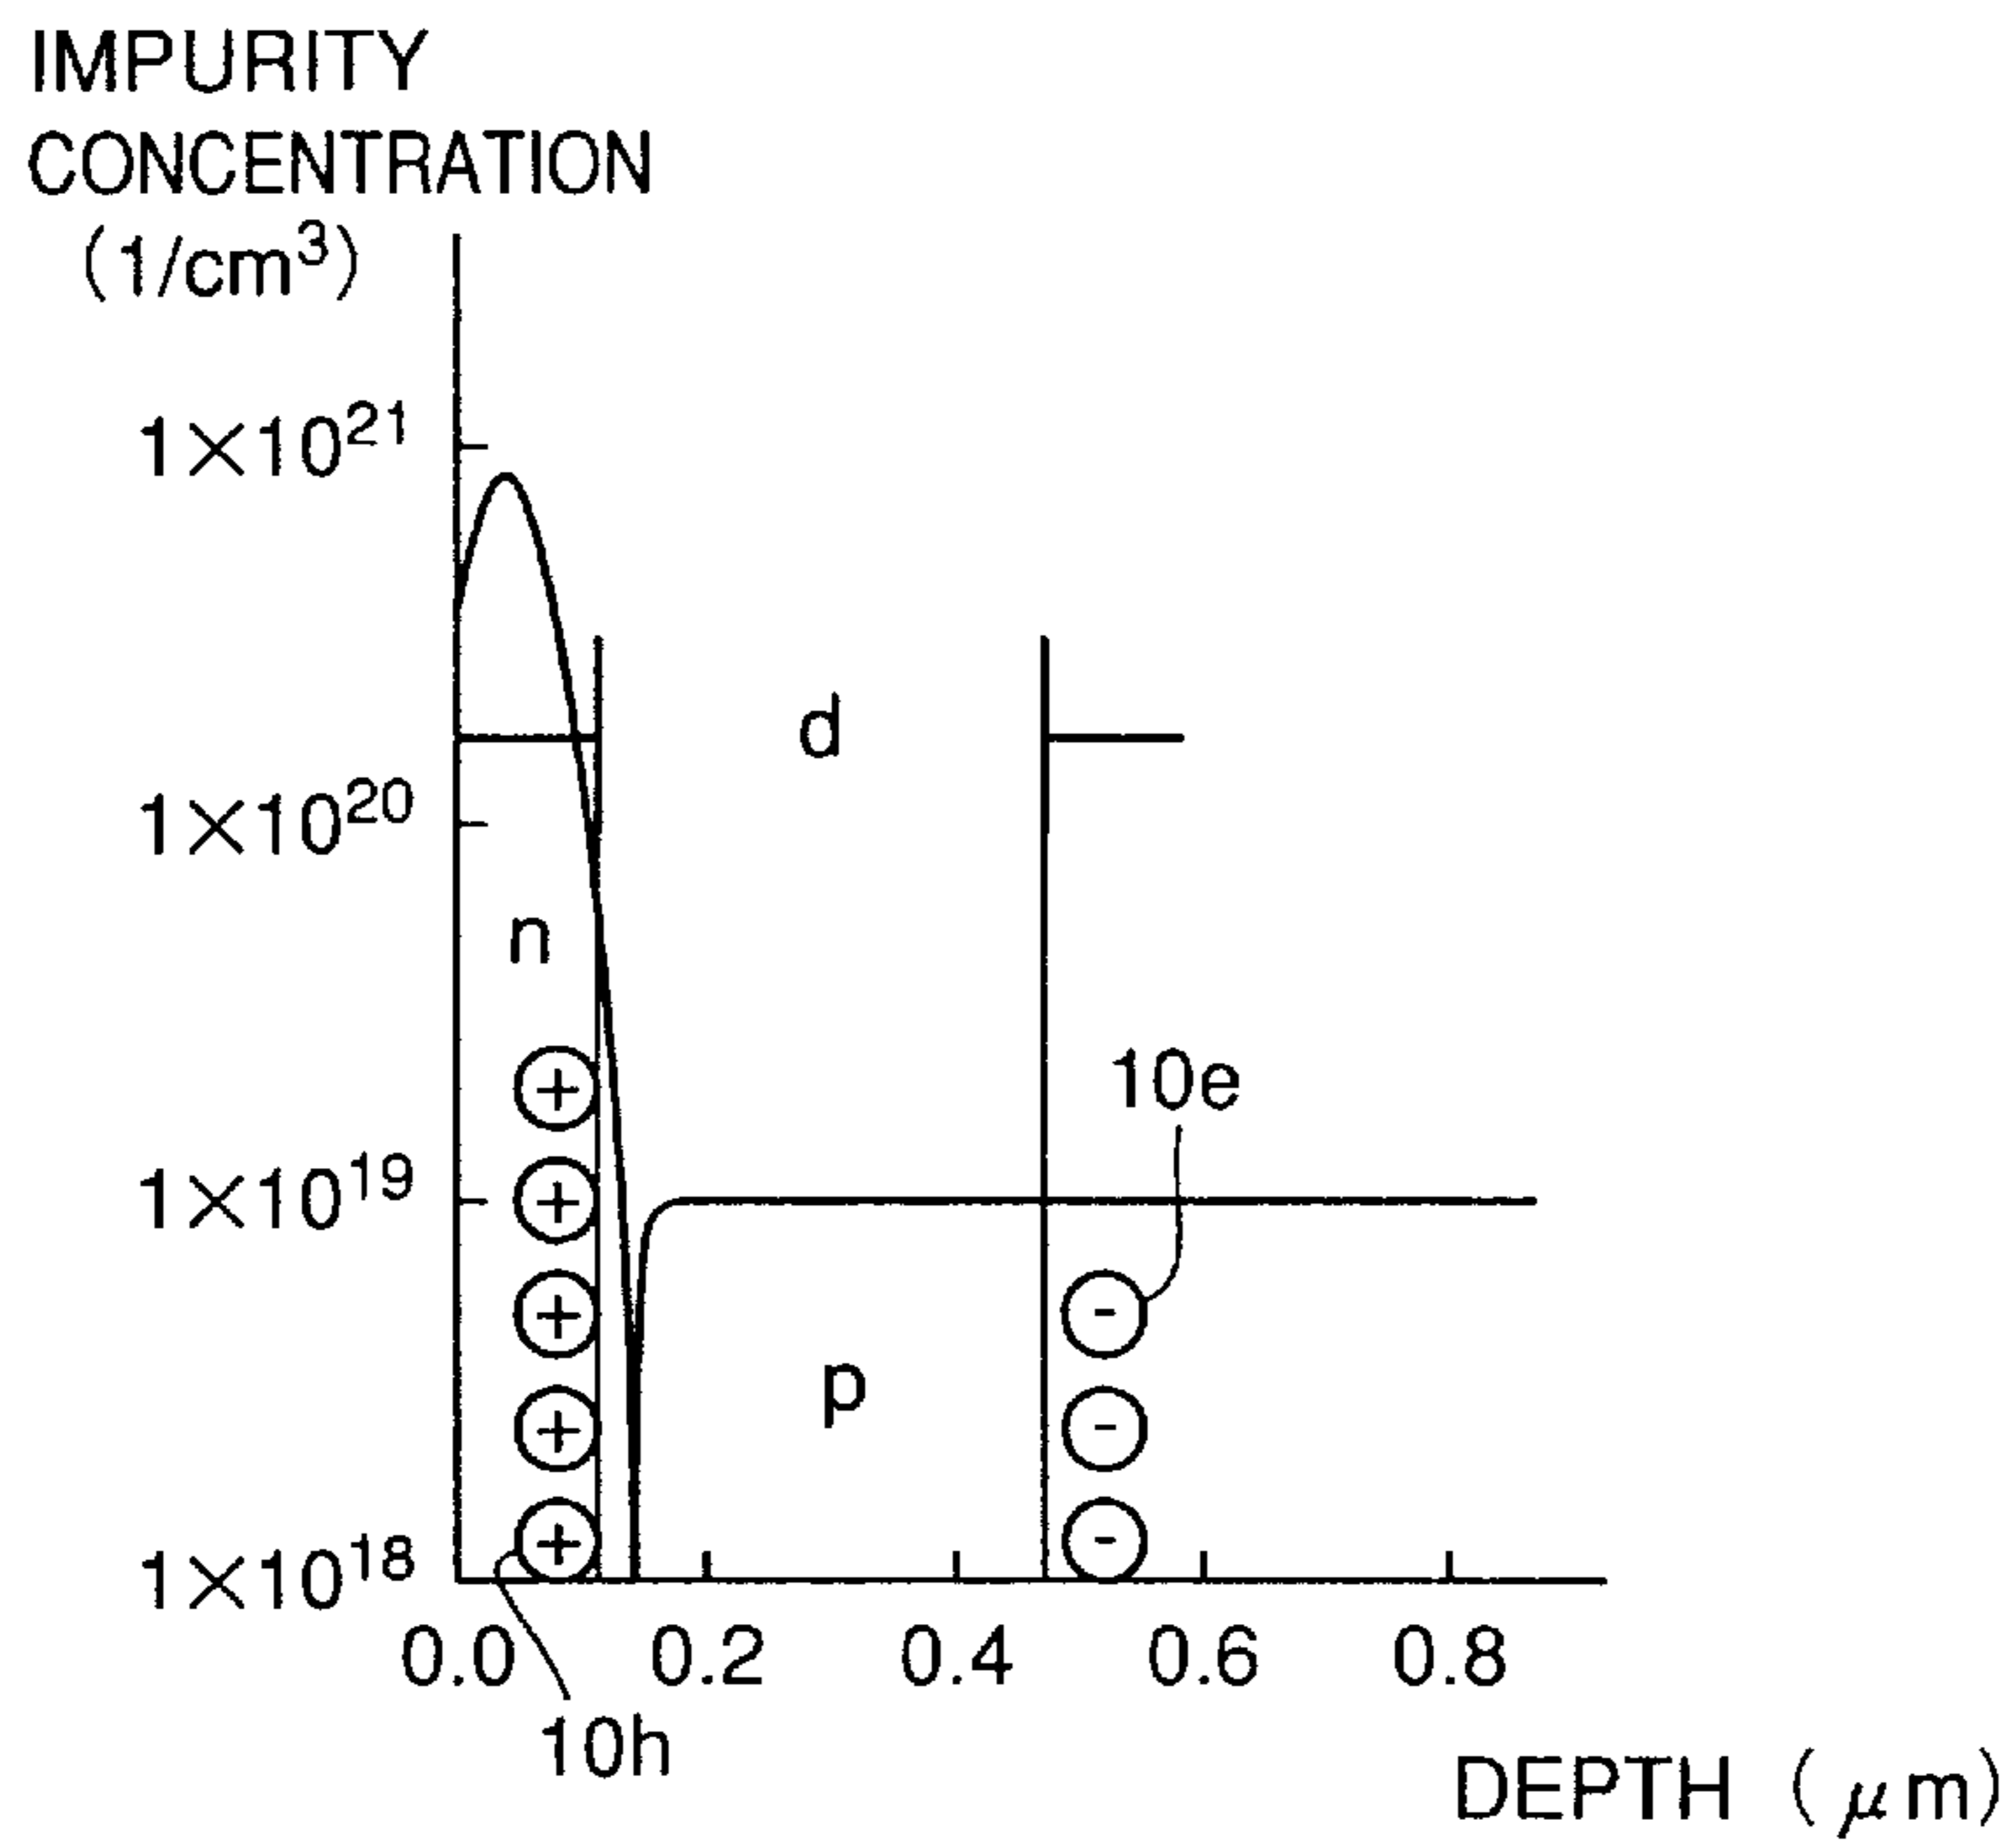 IMPURITY
CONCENTRATION
(1/cm³)
1×10²¹
d
1×10²⁰
n
10e
+
1×10¹⁹
+
+
-
p
+
-
1×10¹⁸
+
-
0.0 0.2 0.4 0.6 0.8
10h
DEPTH (μm)